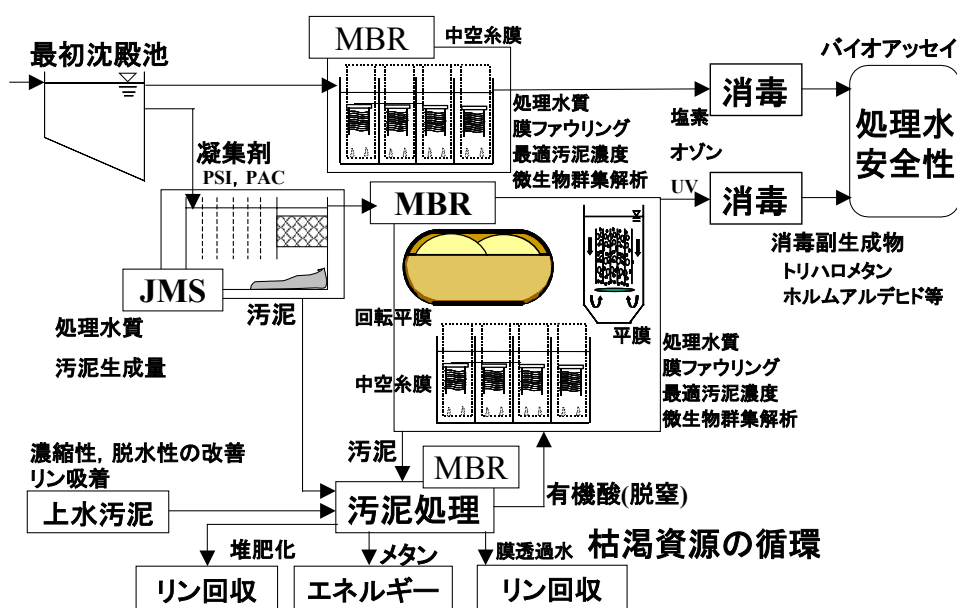 最初沈殿池
MBR
中空糸膜
処理水質
膜ファウリング
最適汚泥濃度
微生物群集解析
消毒
塩素
オゾン
UV
消毒
バイオアッセイ
処理水
安全性
消毒副生成物
トリハロメタン
ホルムアルデヒド等
凝集剤
PSI, PAC
JMS
汚泥
処理水質
汚泥生成量
MBR
回転平膜
平膜
中空糸膜
処理水質
膜ファウリング
最適汚泥濃度
微生物群集解析
濃縮性, 脱水性の改善
リン吸着
上水汚泥
汚泥
MBR
汚泥処理
有機酸(脱窒)
堆肥化
メタン
膜透過水
枯渇資源の循環
リン回収
エネルギー
リン回収